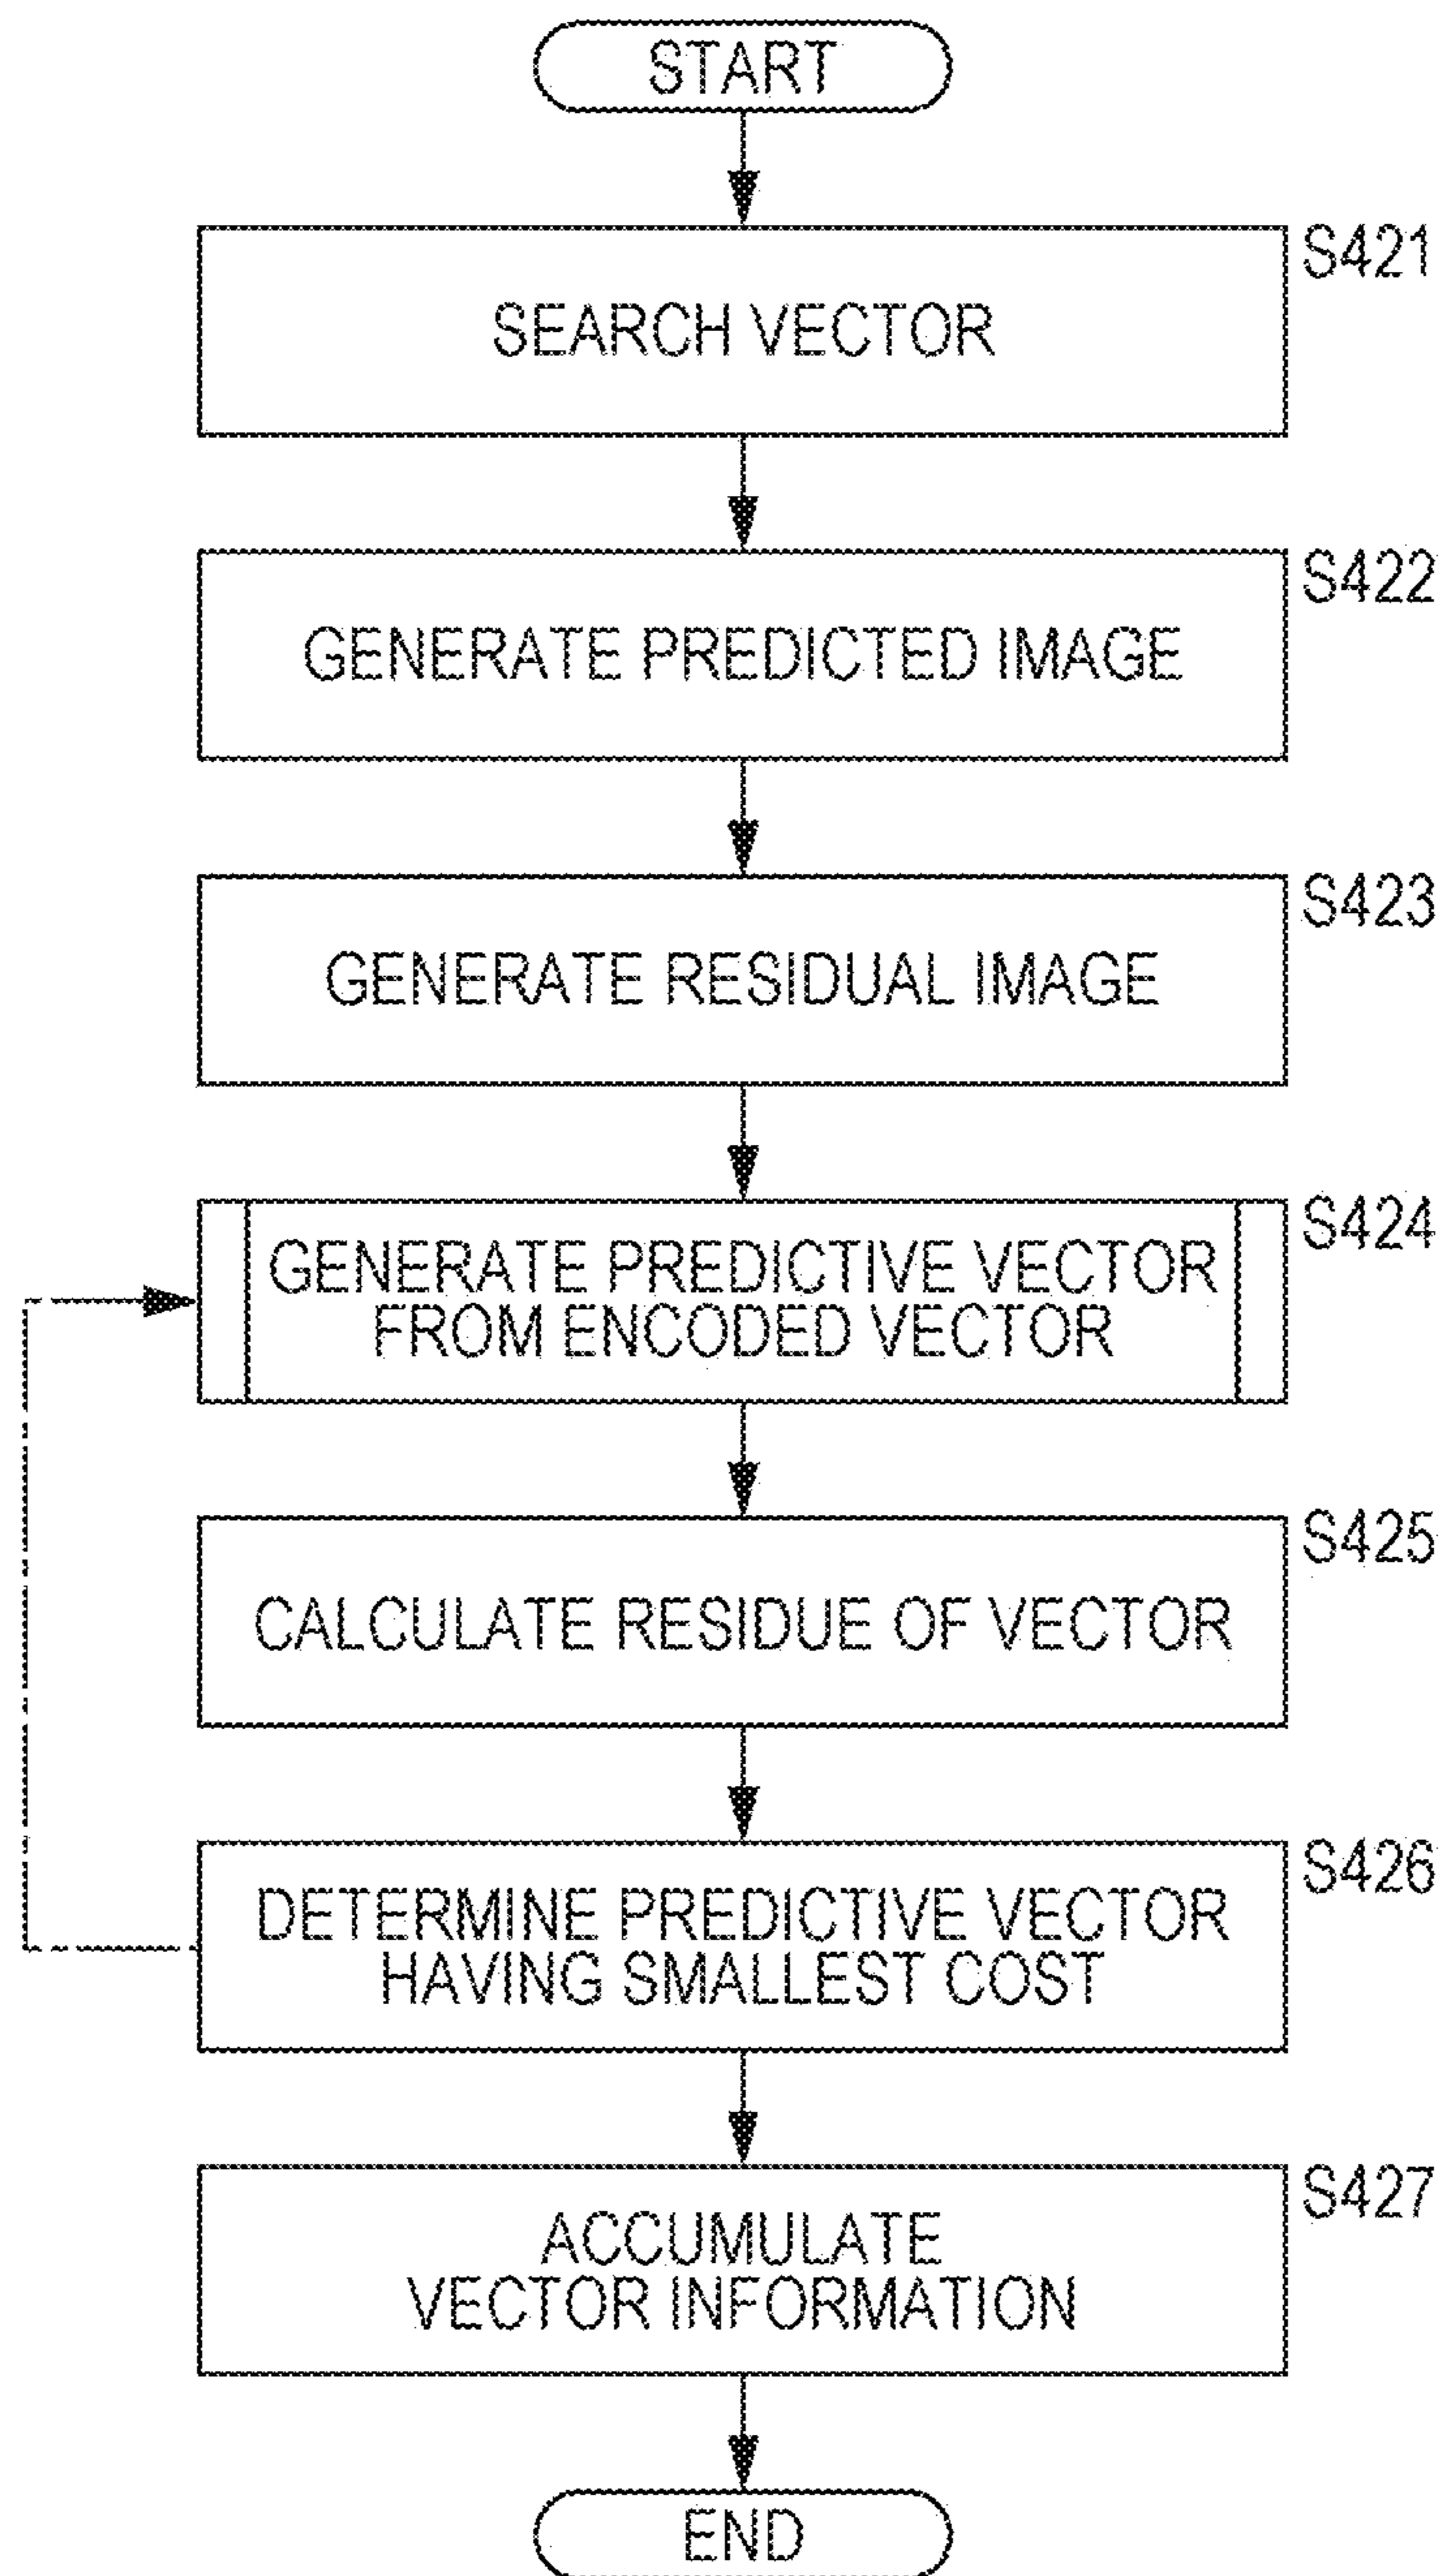 START
S421
SEARCH VECTOR
S422
GENERATE PREDICTED IMAGE
S423
GENERATE RESIDUAL IMAGE
S424
GENERATE PREDICTIVE VECTOR
FROM ENCODED VECTOR
S425
CALCULATE RESIDUE OF VECTOR
S426
DETERMINE PREDICTIVE VECTOR
HAVING SMALLEST COST
S427
ACCUMULATE
VECTOR INFORMATION
END